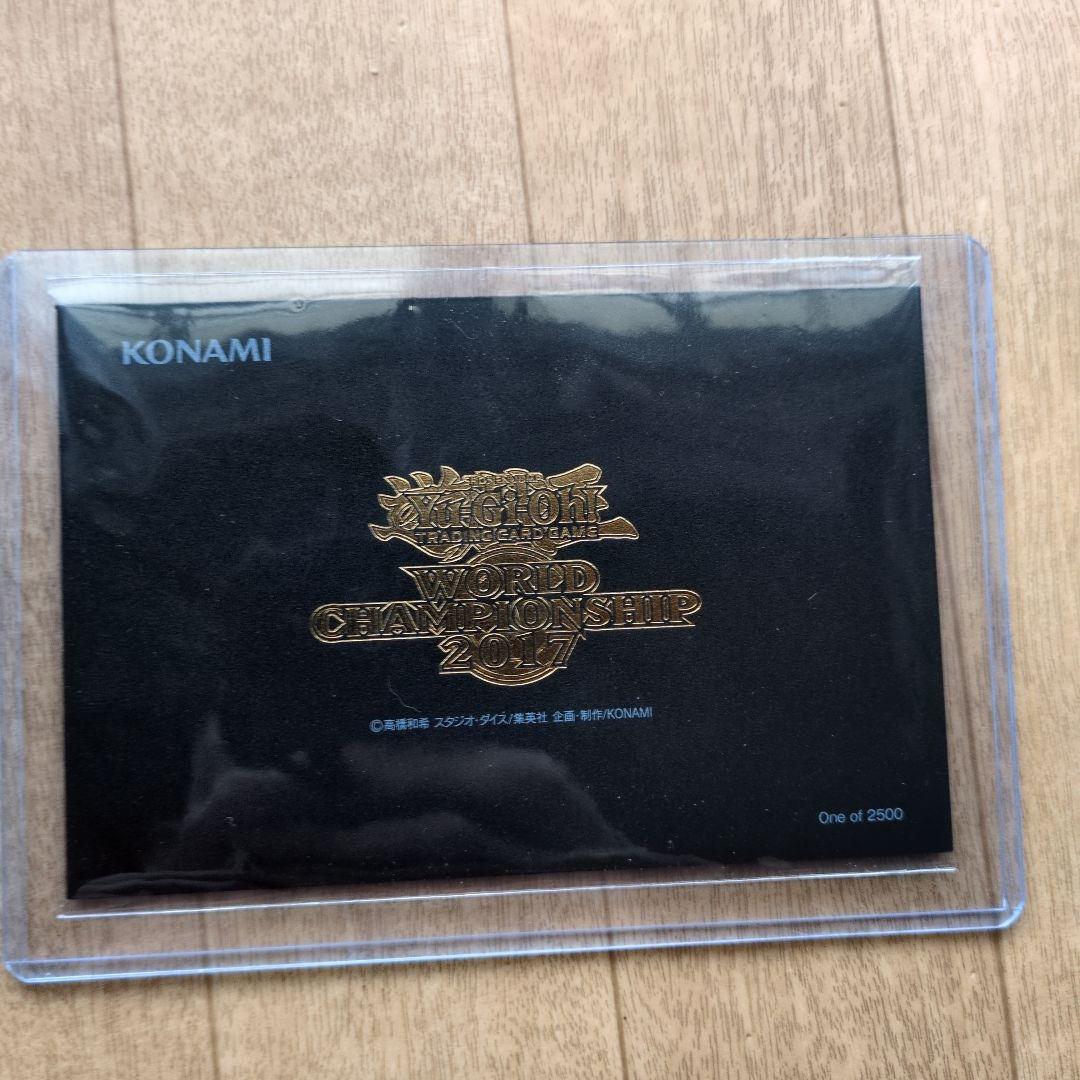 KONAMI
Yu-Gi-Oh!
TRADING CARD GAME
WORLD
CHAMPIONSHIP
2017
©高橋和希 スタジオ・ダイス/集英社 企画・制作/KONAMI
One of 2500